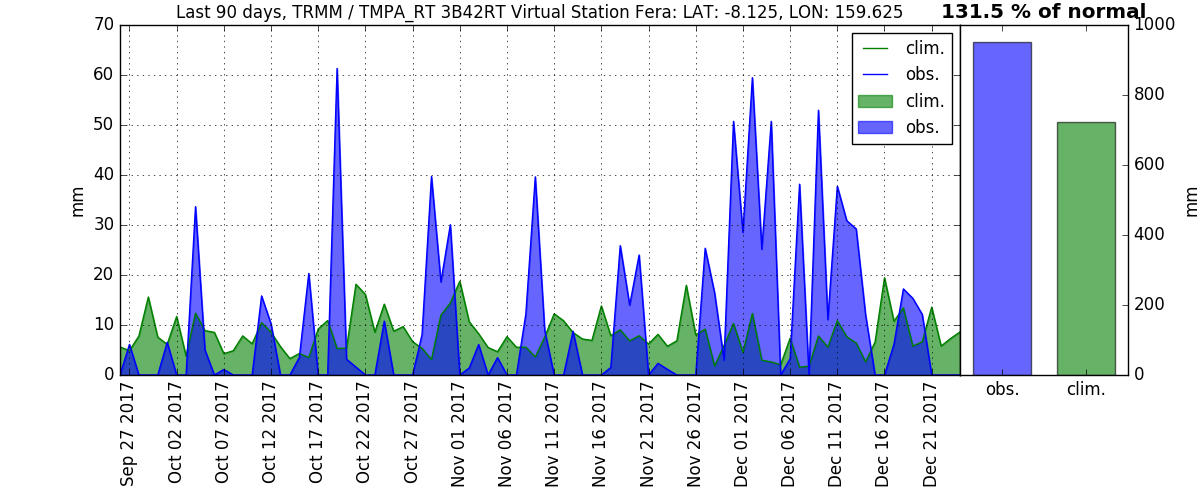 Last 90 days, TRMM / TMPA_RT 3B42RT Virtual Station Fera: LAT: -8.125, LON: 159.625
131.5 % of normal
70
60
50
40
30
20
10
0
mm
clim.
obs.
clim.
obs.
1000
800
600
400
200
0
mm
obs.
clim.
Sep 27 2017
Oct 02 2017
Oct 07 2017
Oct 12 2017
Oct 17 2017
Oct 22 2017
Oct 27 2017
Nov 01 2017
Nov 06 2017
Nov 11 2017
Nov 16 2017
Nov 21 2017
Nov 26 2017
Dec 01 2017
Dec 06 2017
Dec 11 2017
Dec 16 2017
Dec 21 2017